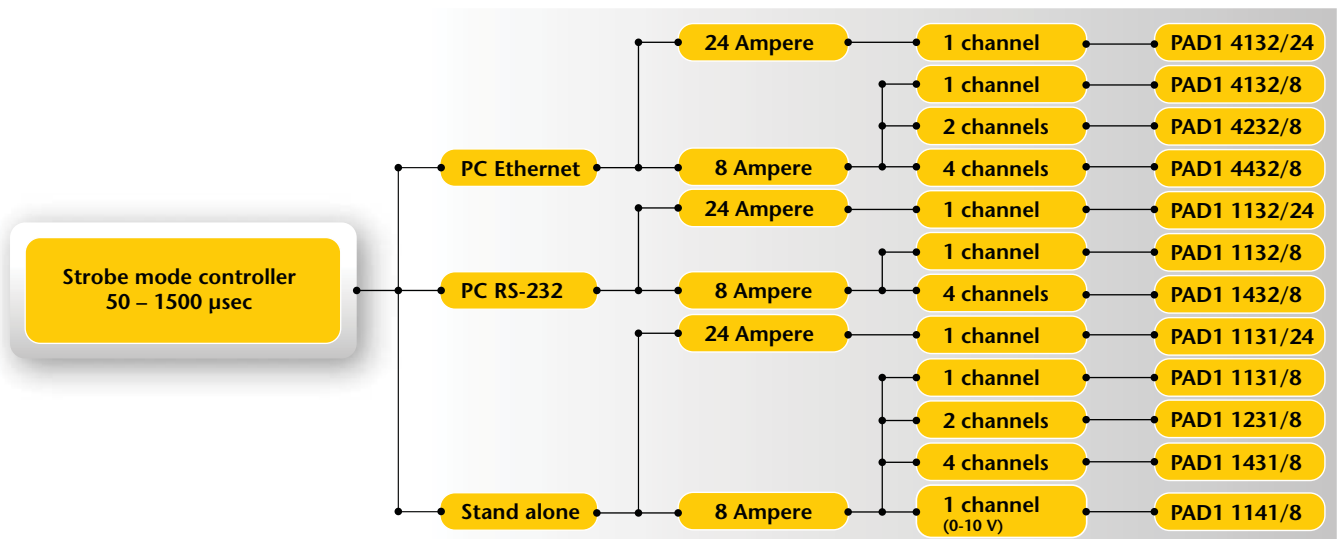 24 Ampere 1 channel PAD1 4132/24
1 channel PAD1 4132/8
2 channels PAD1 4232/8
PC Ethernet 8 Ampere 4 channels PAD1 4432/8
24 Ampere 1 channel PAD1 1132/24
1 channel PAD1 1132/8
Strobe mode controller
50 – 1500 µsec
PC RS-232 8 Ampere 4 channels PAD1 1432/8
24 Ampere 1 channel PAD1 1131/24
1 channel PAD1 1131/8
2 channels PAD1 1231/8
4 channels PAD1 1431/8
Stand alone 8 Ampere 1 channel PAD1 1141/8
(0-10 V)